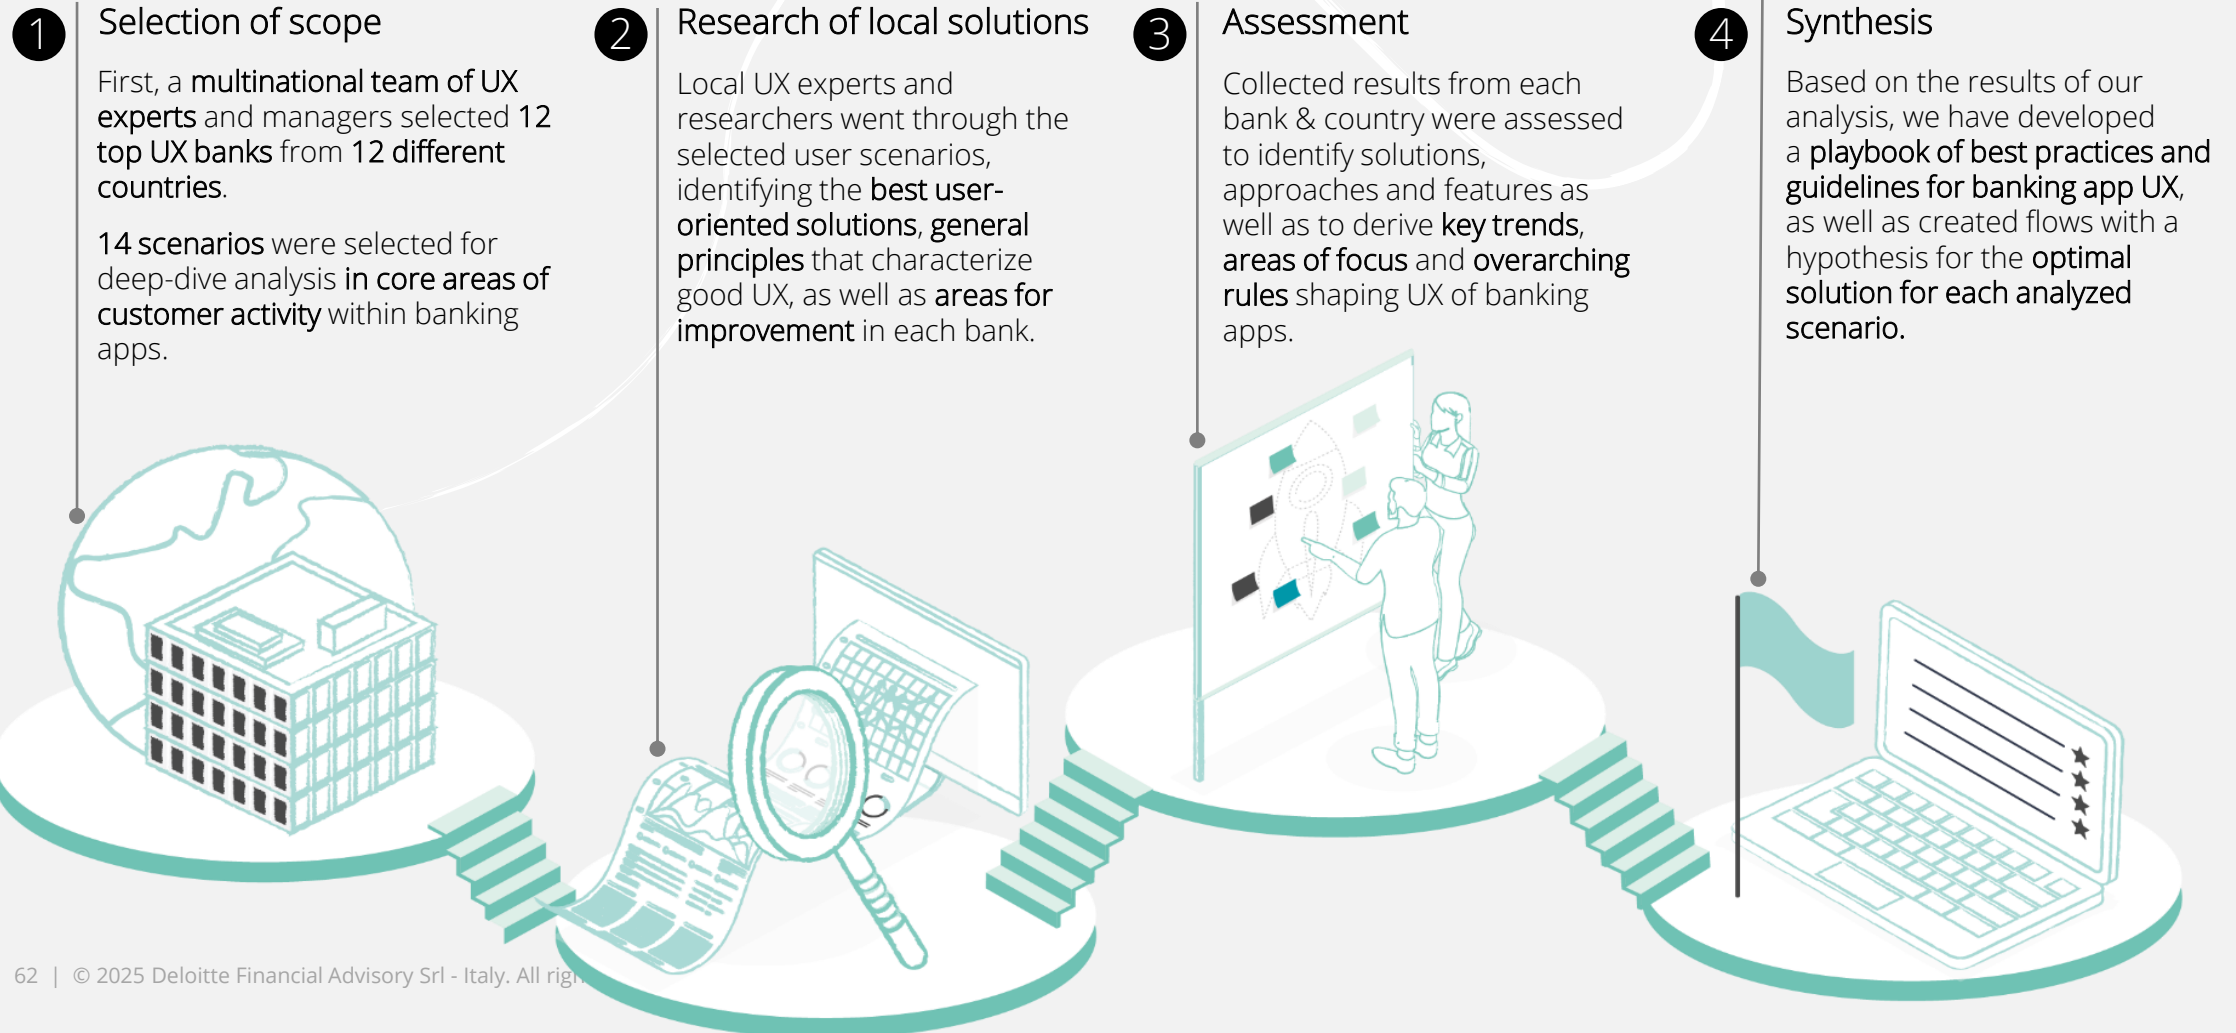 1
Selection of scope
First, a multinational team of UX
experts and managers selected 12
top UX banks from 12 different
countries.
14 scenarios were selected for
deep-dive analysis in core areas of
customer activity within banking
apps.
2
Research of local solutions
Local UX experts and
researchers went through the
selected user scenarios,
identifying the best user-
oriented solutions, general
principles that characterize
good UX, as well as areas for
improvement in each bank.
3
Assessment
Collected results from each
bank & country were assessed
to identify solutions,
approaches and features as
well as to derive key trends,
areas of focus and overarching
rules shaping UX of banking
apps.
4
Synthesis
Based on the results of our
analysis, we have developed
a playbook of best practices and
guidelines for banking app UX,
as well as created flows with a
hypothesis for the optimal
solution for each analyzed
scenario.
62 | © 2025 Deloitte Financial Advisory Srl - Italy. All